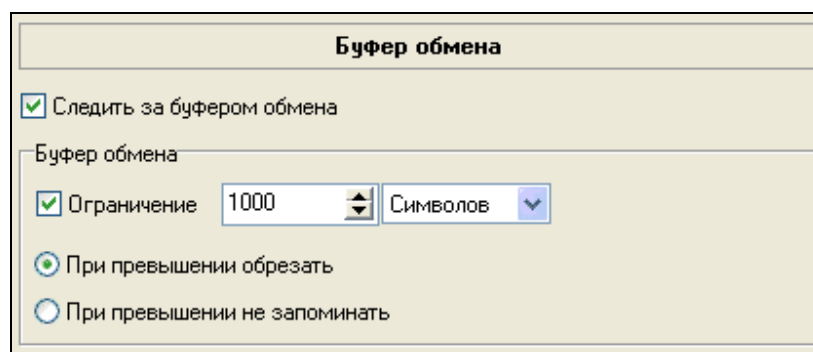 Буфер обмена
Следить за буфером обмена
Буфер обмена
Ограничение 1000 Символов
При превышении обрезать
При превышении не запоминать